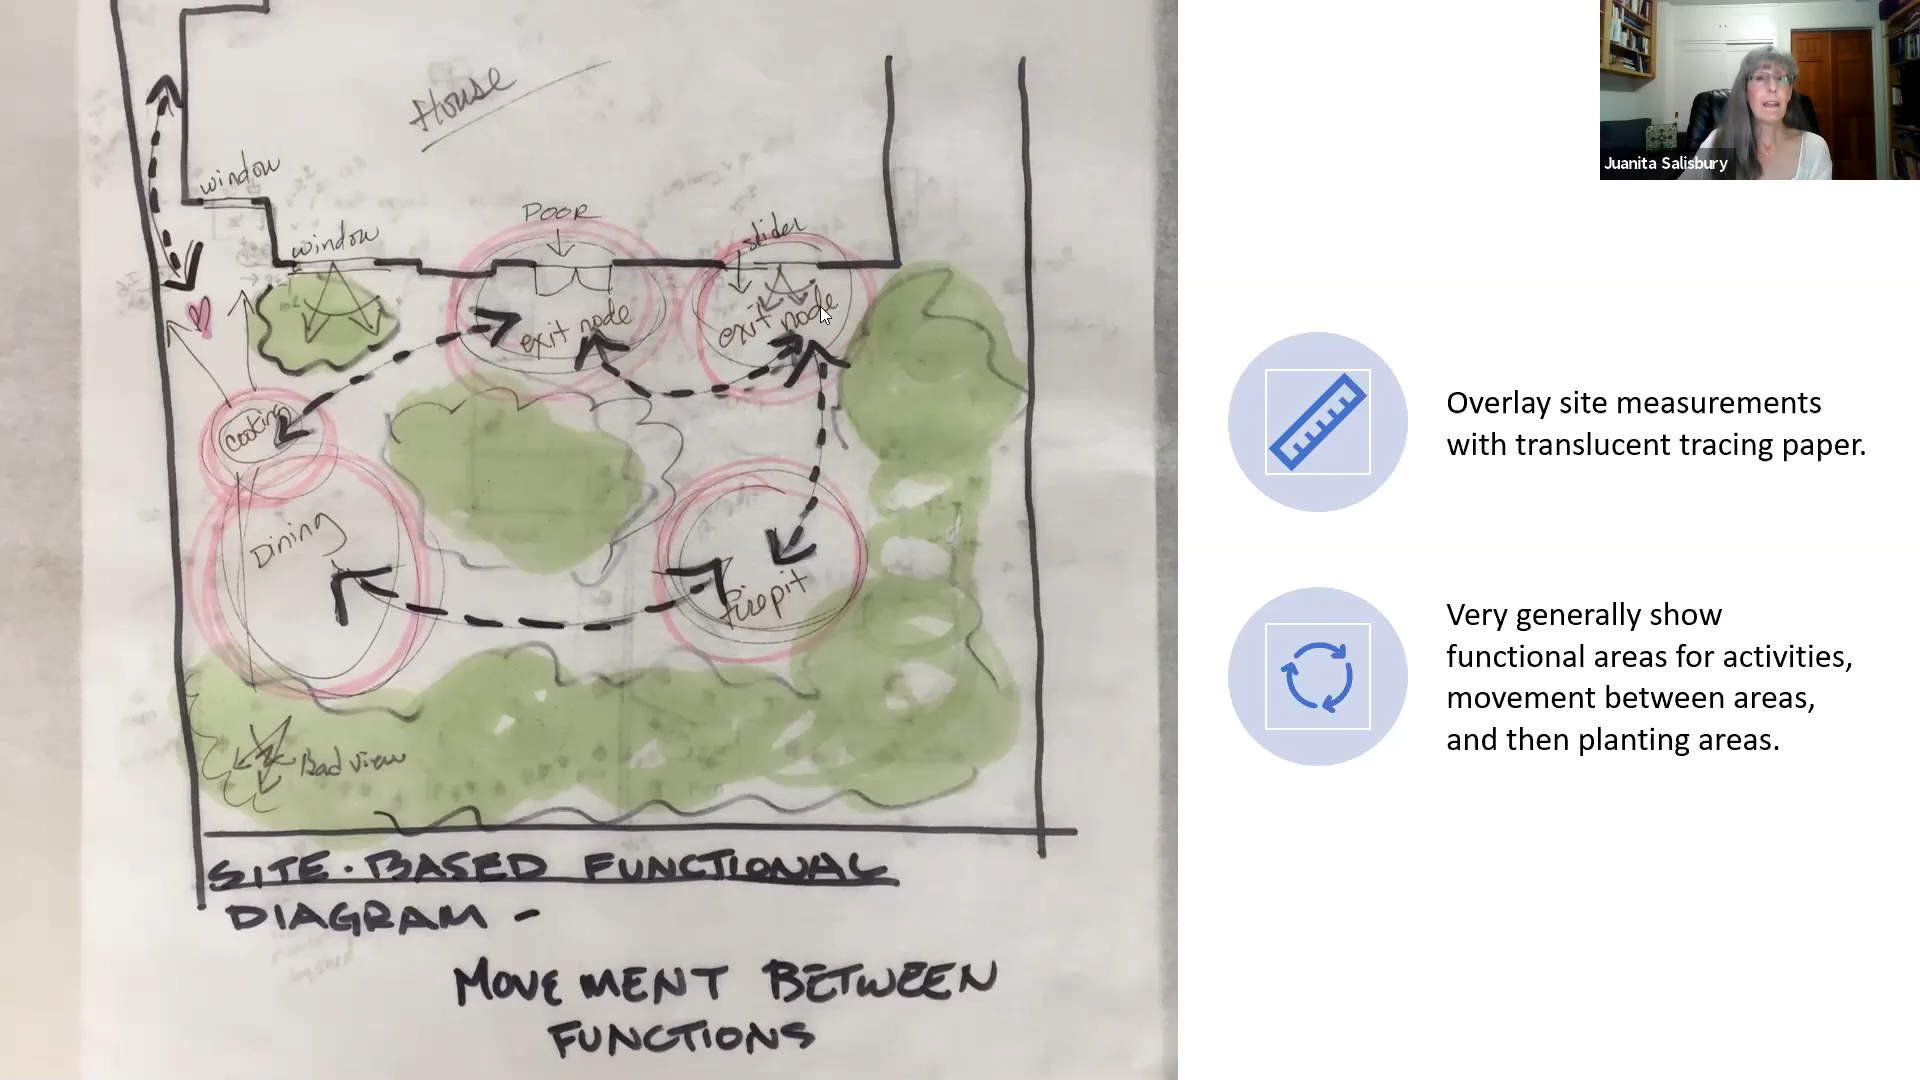 House
window
window
DOOR
slider
exit node
exit node
cooking
Dining
firepit
Bad view
SITE-BASED FUNCTIONAL
DIAGRAM -
MOVEMENT BETWEEN
FUNCTIONS
Overlay site measurements
with translucent tracing paper.
Very generally show
functional areas for activities,
movement between areas,
and then planting areas.
Juanita Salisbury